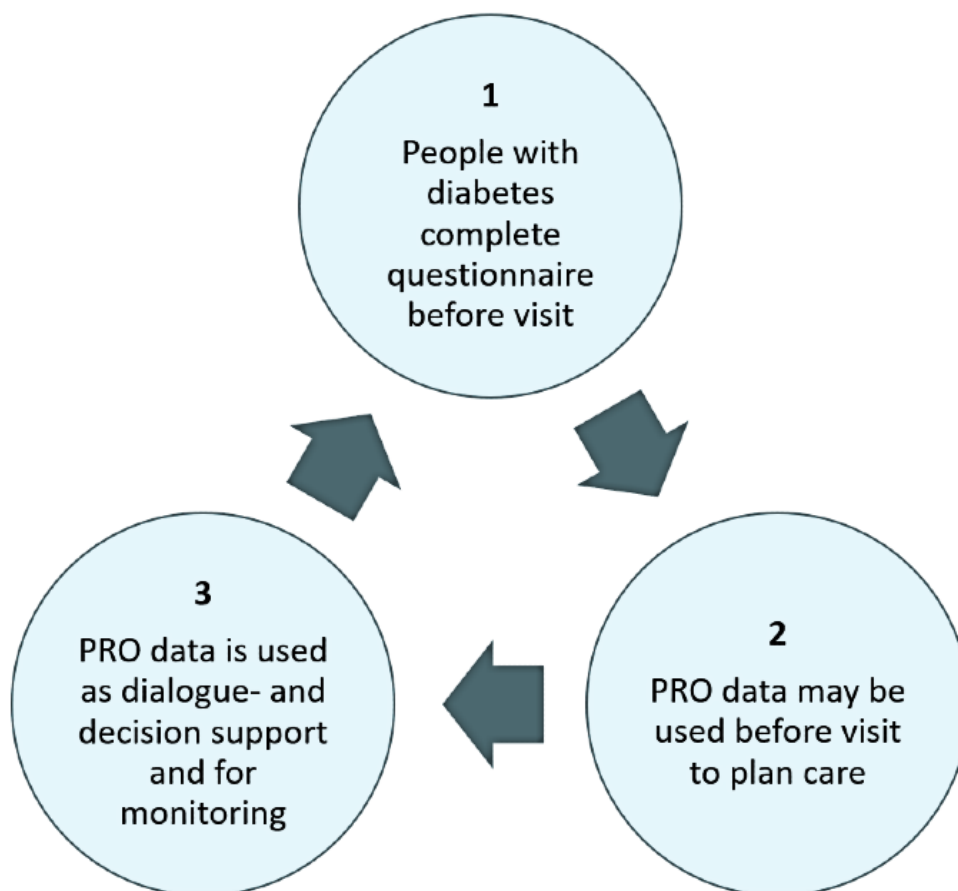 1
People with
diabetes
complete
questionnaire
before visit
2
PRO data may be
used before visit
to plan care
3
PRO data is used
as dialogue- and
decision support
and for
monitoring